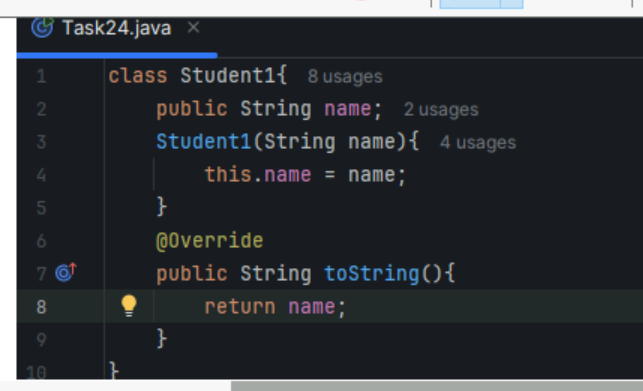 Task24.java
1 class Student1{ 8 usages
2 public String name; 2 usages
3 Student1(String name){ 4 usages
4 this.name = name;
5 }
6 @Override
7 public String toString(){
8 return name;
9 }
10 }